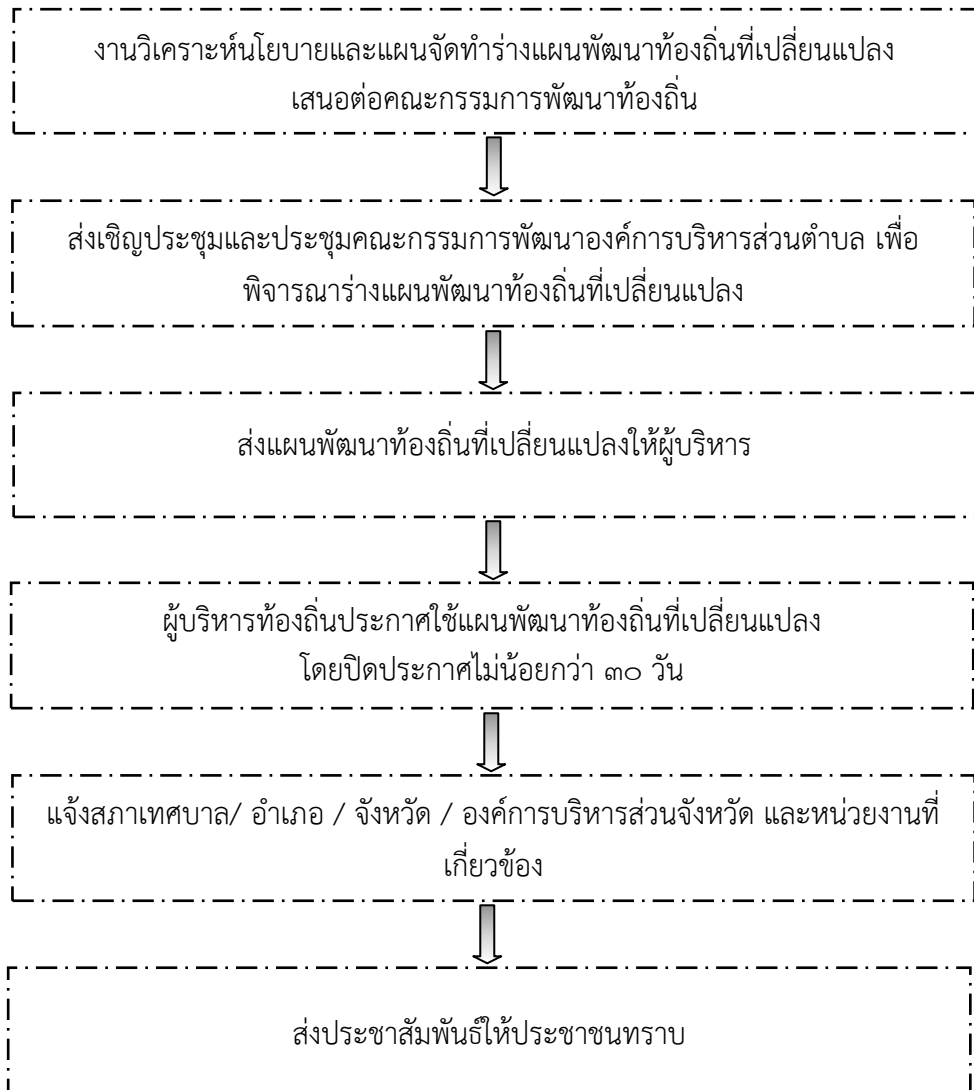 งานวิเคราะห์นโยบายและแผนจัดทำร่างแผนพัฒนาท้องถิ่นที่เปลี่ยนแปลง
เสนอต่อคณะกรรมการพัฒนาท้องถิ่น
ส่งเชิญประชุมและประชุมคณะกรรมการพัฒนาองค์การบริหารส่วนตำบล เพื่อ
พิจารณาร่างแผนพัฒนาท้องถิ่นที่เปลี่ยนแปลง
ส่งแผนพัฒนาท้องถิ่นที่เปลี่ยนแปลงให้ผู้บริหาร
ผู้บริหารท้องถิ่นประกาศใช้แผนพัฒนาท้องถิ่นที่เปลี่ยนแปลง
โดยปิดประกาศไม่น้อยกว่า ๓๐ วัน
แจ้งสภาเทศบาล/ อำเภอ / จังหวัด / องค์การบริหารส่วนจังหวัด และหน่วยงานที่
เกี่ยวข้อง
ส่งประชาสัมพันธ์ให้ประชาชนทราบ